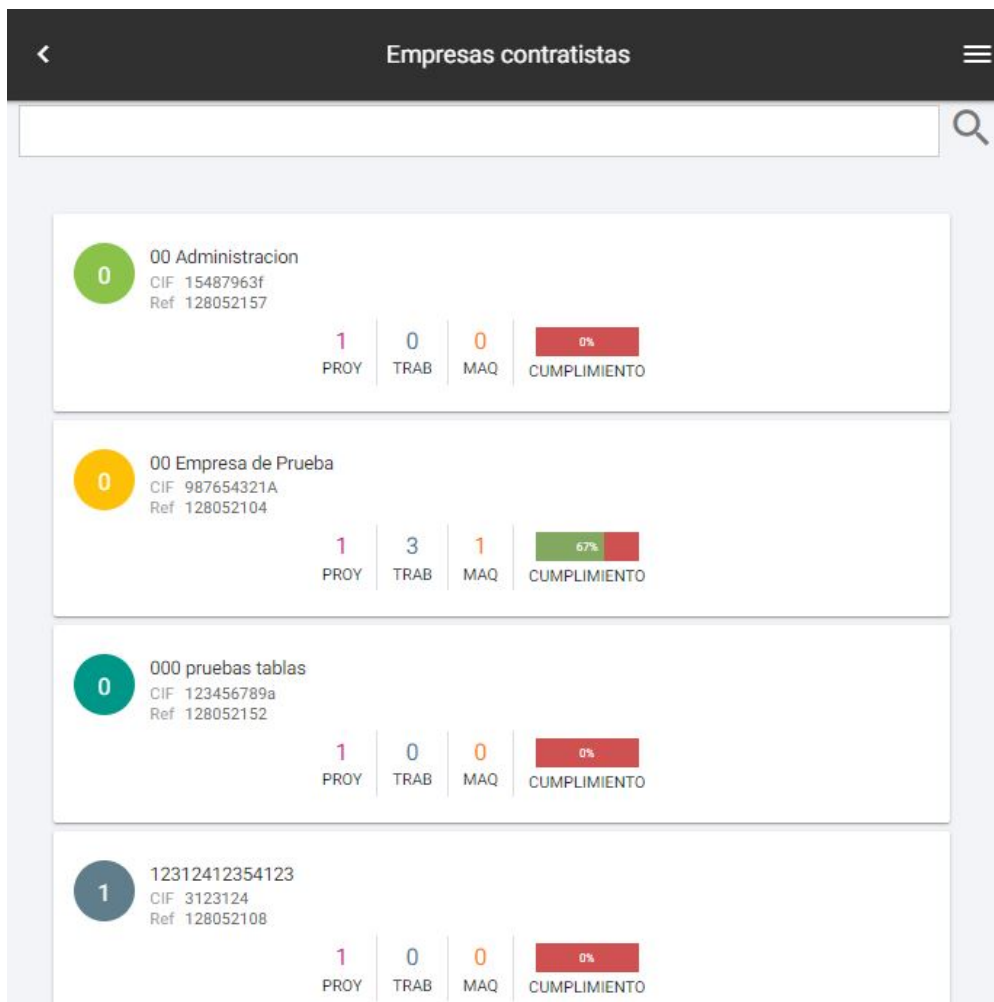 Empresas contratistas
0
00 Administracion
CIF 15487963f
Ref 128052157
1 0 0 0%
PROY TRAB MAQ CUMPLIMIENTO
0
00 Empresa de Prueba
CIF 987654321A
Ref 128052104
1 3 1 67%
PROY TRAB MAQ CUMPLIMIENTO
0
000 pruebas tablas
CIF 123456789a
Ref 128052152
1 0 0 0%
PROY TRAB MAQ CUMPLIMIENTO
1
12312412354123
CIF 3123124
Ref 128052108
1 0 0 0%
PROY TRAB MAQ CUMPLIMIENTO